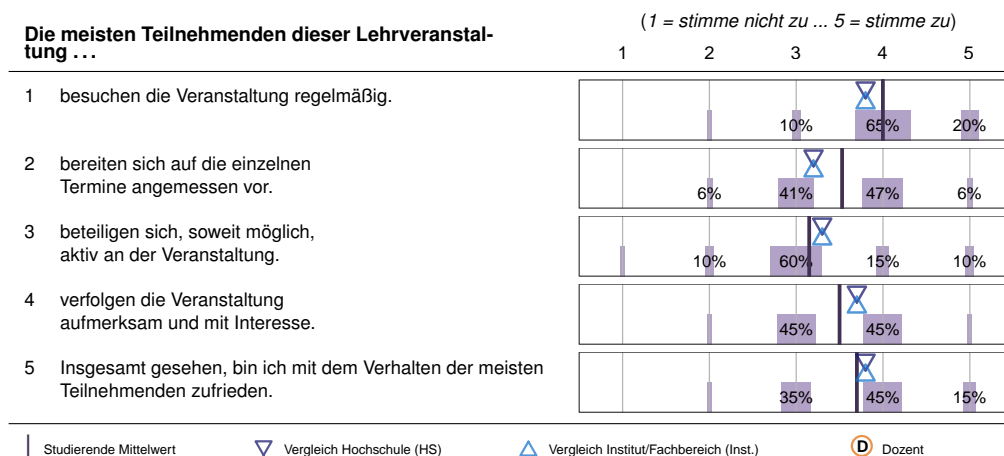 (1 = stimme nicht zu ... 5 = stimme zu)
Die meisten Teilnehmenden dieser Lehrveranstal-
tung ...
1 2 3 4 5
1 besuchen die Veranstaltung regelmäßig.
10% 65% 20%
2 bereiten sich auf die einzelnen
Termine angemessen vor.
6% 41% 47% 6%
3 beteiligen sich, soweit möglich,
aktiv an der Veranstaltung.
10% 60% 15% 10%
4 verfolgen die Veranstaltung
aufmerksam und mit Interesse.
45% 45%
5 Insgesamt gesehen, bin ich mit dem Verhalten der meisten
Teilnehmenden zufrieden.
35% 45% 15%
Studierende Mittelwert Vergleich Hochschule (HS) Vergleich Institut/Fachbereich (Inst.) D Dozent